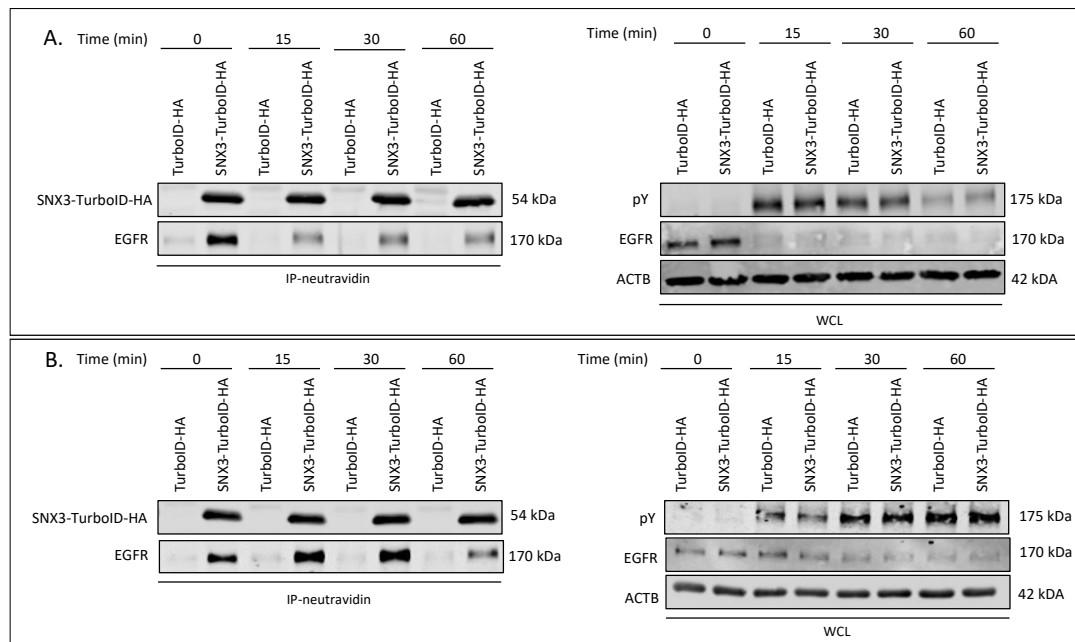 A.
Time (min) 0 15 30 60
TurboID-HA SNX3-TurboID-HA TurboID-HA SNX3-TurboID-HA TurboID-HA SNX3-TurboID-HA TurboID-HA SNX3-TurboID-HA
SNX3-TurboID-HA 54 kDa
EGFR 170 kDa
IP-neutravidin
Time (min) 0 15 30 60
TurboID-HA SNX3-TurboID-HA TurboID-HA SNX3-TurboID-HA TurboID-HA SNX3-TurboID-HA TurboID-HA SNX3-TurboID-HA
pY 175 kDa
EGFR 170 kDa
ACTB 42 kDA
WCL
B.
Time (min) 0 15 30 60
TurboID-HA SNX3-TurboID-HA TurboID-HA SNX3-TurboID-HA TurboID-HA SNX3-TurboID-HA TurboID-HA SNX3-TurboID-HA
SNX3-TurboID-HA 54 kDa
EGFR 170 kDa
IP-neutravidin
Time (min) 0 15 30 60
TurboID-HA SNX3-TurboID-HA TurboID-HA SNX3-TurboID-HA TurboID-HA SNX3-TurboID-HA TurboID-HA SNX3-TurboID-HA
pY 175 kDa
EGFR 170 kDa
ACTB 42 kDA
WCL